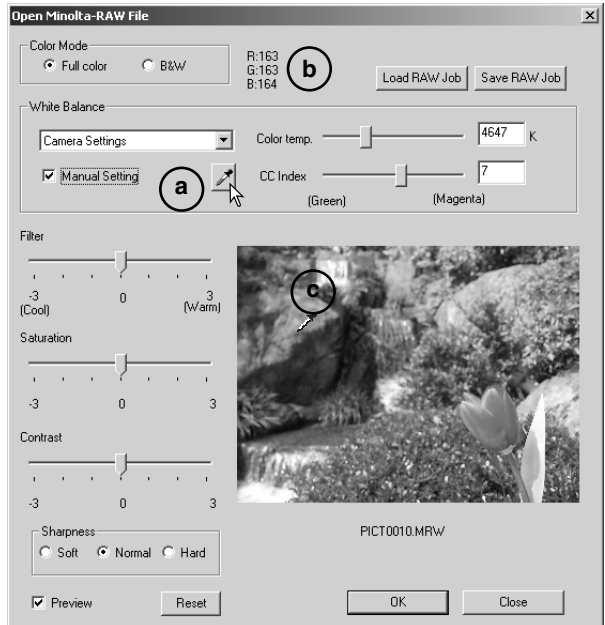 Open Minolta-RAW File
Color Mode
Full color B&W
R:163
G:163
B:164
b
Load RAW Job Save RAW Job
White Balance
Camera Settings
Color temp. 4647 K
Manual Setting
a
CC Index 7
(Green) (Magenta)
Filter
-3 0 3
(Cool) (Warm)
c
Saturation
-3 0 3
Contrast
-3 0 3
Sharpness
Soft Normal Hard
PICT0010.MRW
Preview Reset OK Close